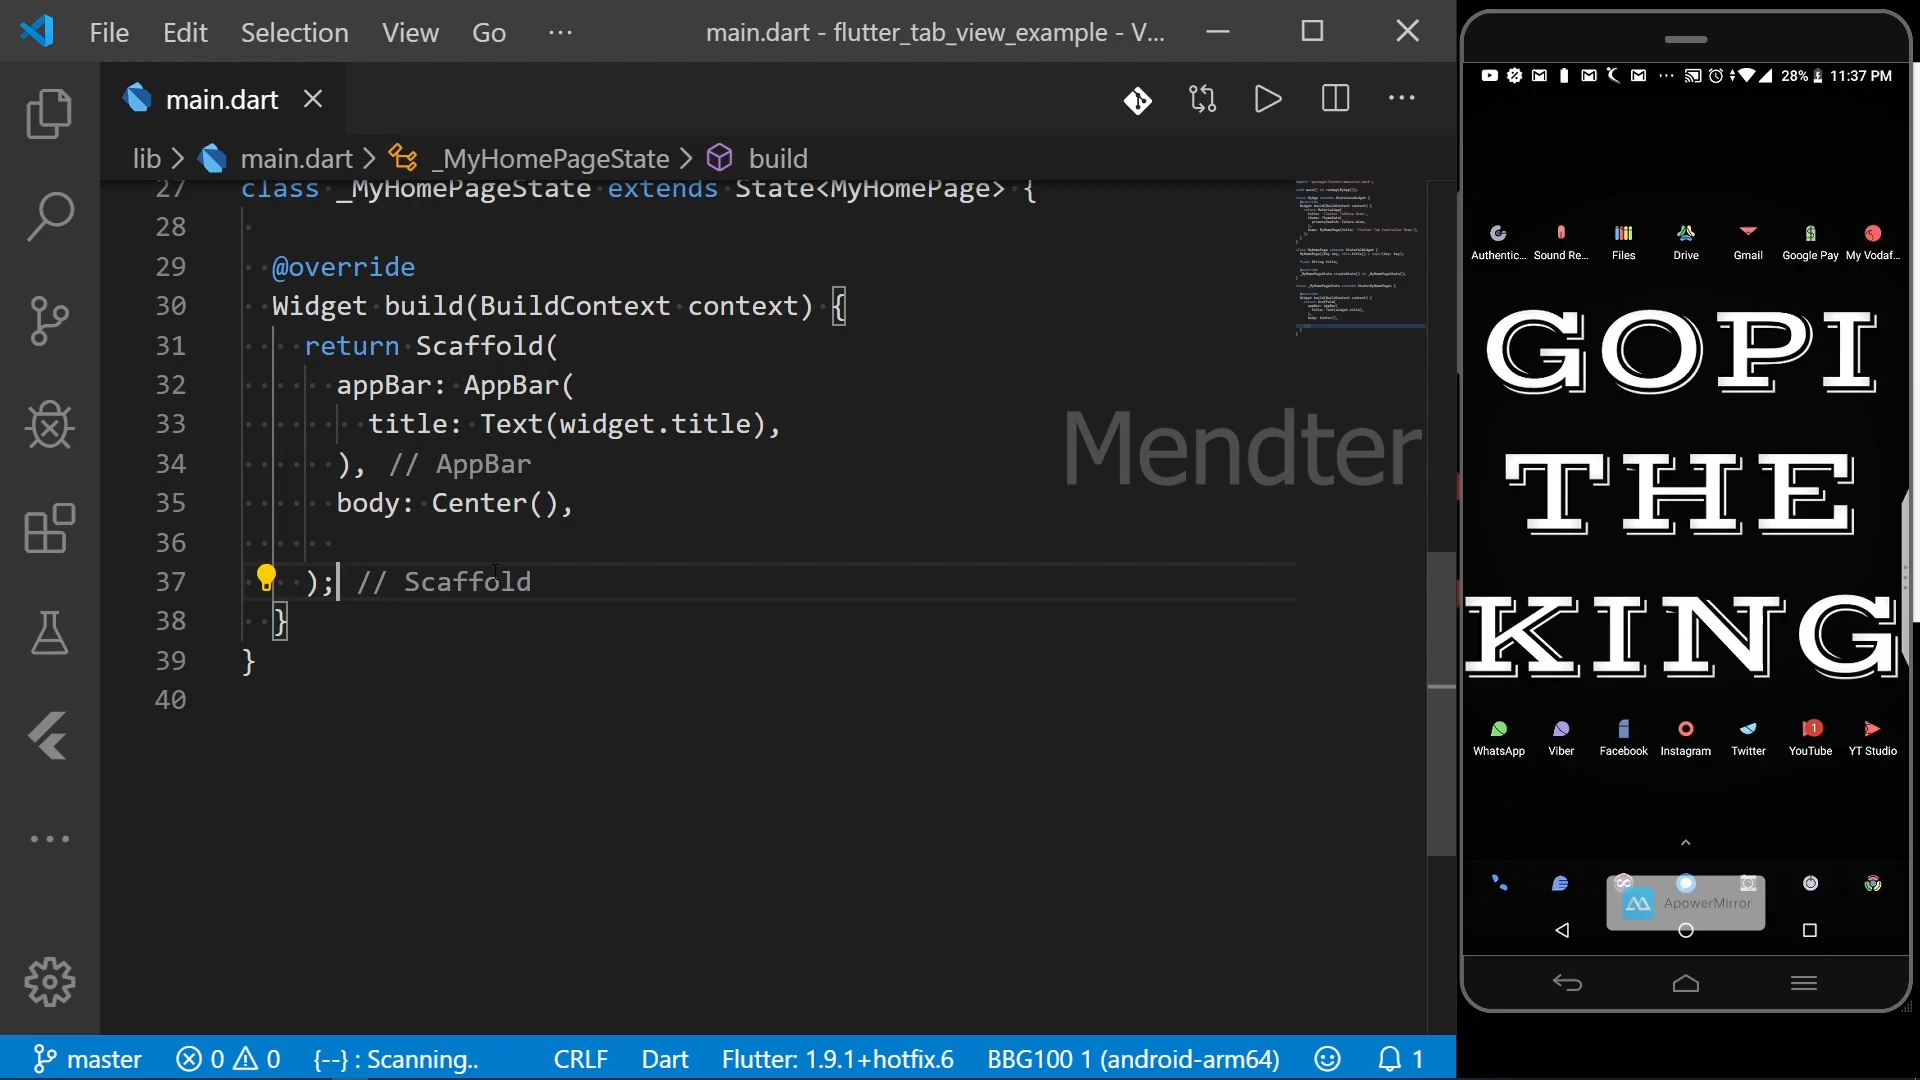 File Edit Selection View Go ··· main.dart - flutter_tab_view_example - V...
main.dart
lib > main.dart > _MyHomePageState > build
27 class _MyHomePageState extends State<MyHomePage> {
28
29 @override
30 Widget build(BuildContext context) {
31 return Scaffold(
32 appBar: AppBar(
33 title: Text(widget.title),
34 ), // AppBar
35 body: Center(),
36
37 ); // Scaffold
38 }
39 }
40
Mendter
master 0 0 {--} : Scanning.. CRLF Dart Flutter: 1.9.1+hotfix.6 BBG100 1 (android-arm64) 1
28% 11:37 PM
Authentic... Sound Re... Files Drive Gmail Google Pay My Vodaf...
GOPI
THE
KING
1
WhatsApp Viber Facebook Instagram Twitter YouTube YT Studio
ApowerMirror